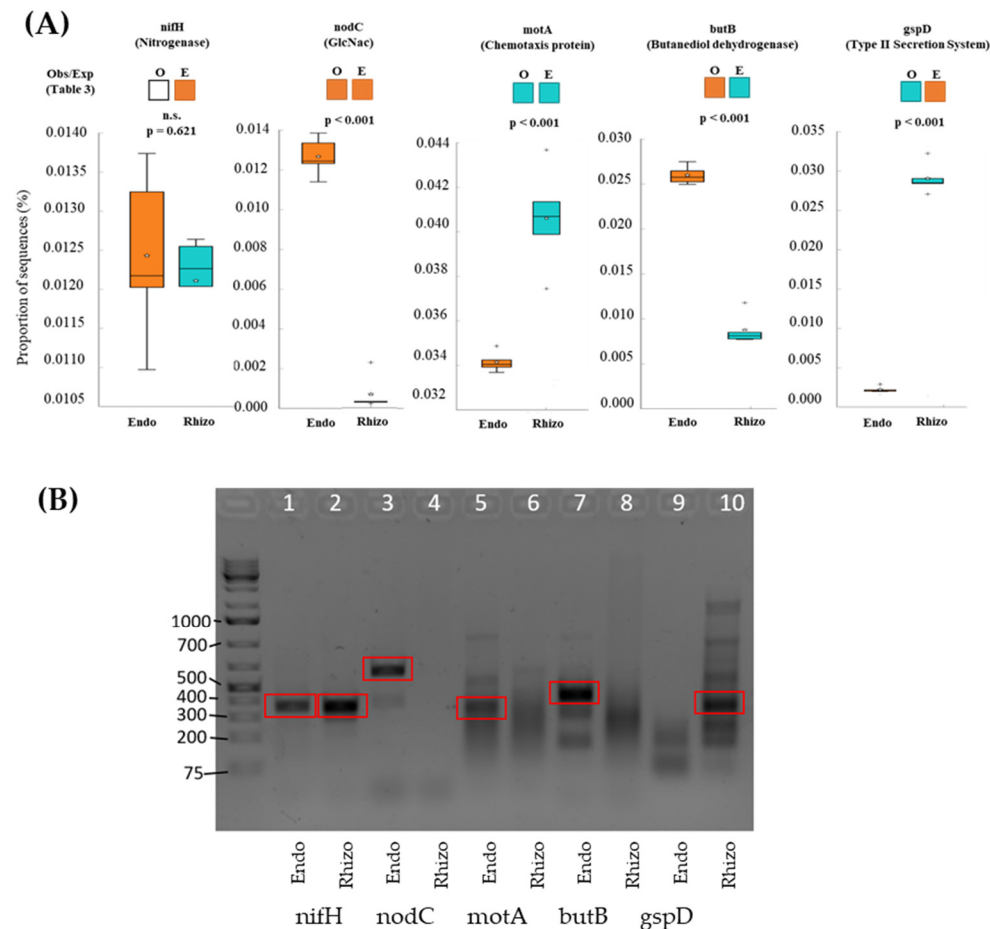 (A)
nifH
(Nitrogenase)
nodC
(GlcNac)
motA
(Chemotaxis protein)
butB
(Butanediol dehydrogenase)
gspD
(Type II Secretion System)
Obs/Exp
(Table 3)
O E
O E
O E
O E
O E
n.s.
p = 0.621
p < 0.001
p < 0.001
p < 0.001
p < 0.001
Proportion of sequences (%)
0.0140
0.0135
0.0130
0.0125
0.0120
0.0115
0.0110
0.0105
Endo Rhizo
0.014
0.012
0.010
0.008
0.006
0.004
0.002
0.000
Endo Rhizo
0.044
0.042
0.040
0.038
0.036
0.034
0.032
Endo Rhizo
0.030
0.025
0.020
0.015
0.010
0.005
0.000
Endo Rhizo
0.035
0.030
0.020
0.010
0.010
0.005
0.000
Endo Rhizo
(B)
1 2 3 4 5 6 7 8 9 10
1000
700
500
400
300
200
75
Endo Rhizo Endo Rhizo Endo Rhizo Endo Rhizo Endo Rhizo
nifH nodC motA butB gspD